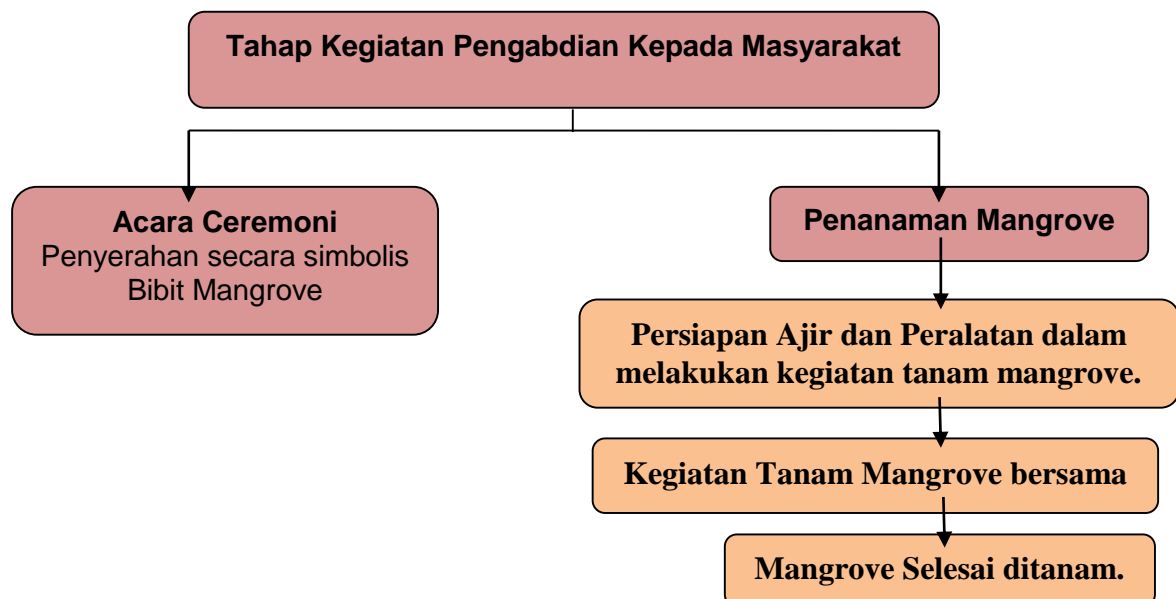 Tahap Kegiatan Pengabdian Kepada Masyarakat
Acara Ceremoni
Penyerahan secara simbolis
Bibit Mangrove
Penanaman Mangrove
Persiapan Ajir dan Peralatan dalam
melakukan kegiatan tanam mangrove.
Kegiatan Tanam Mangrove bersama
Mangrove Selesai ditanam.